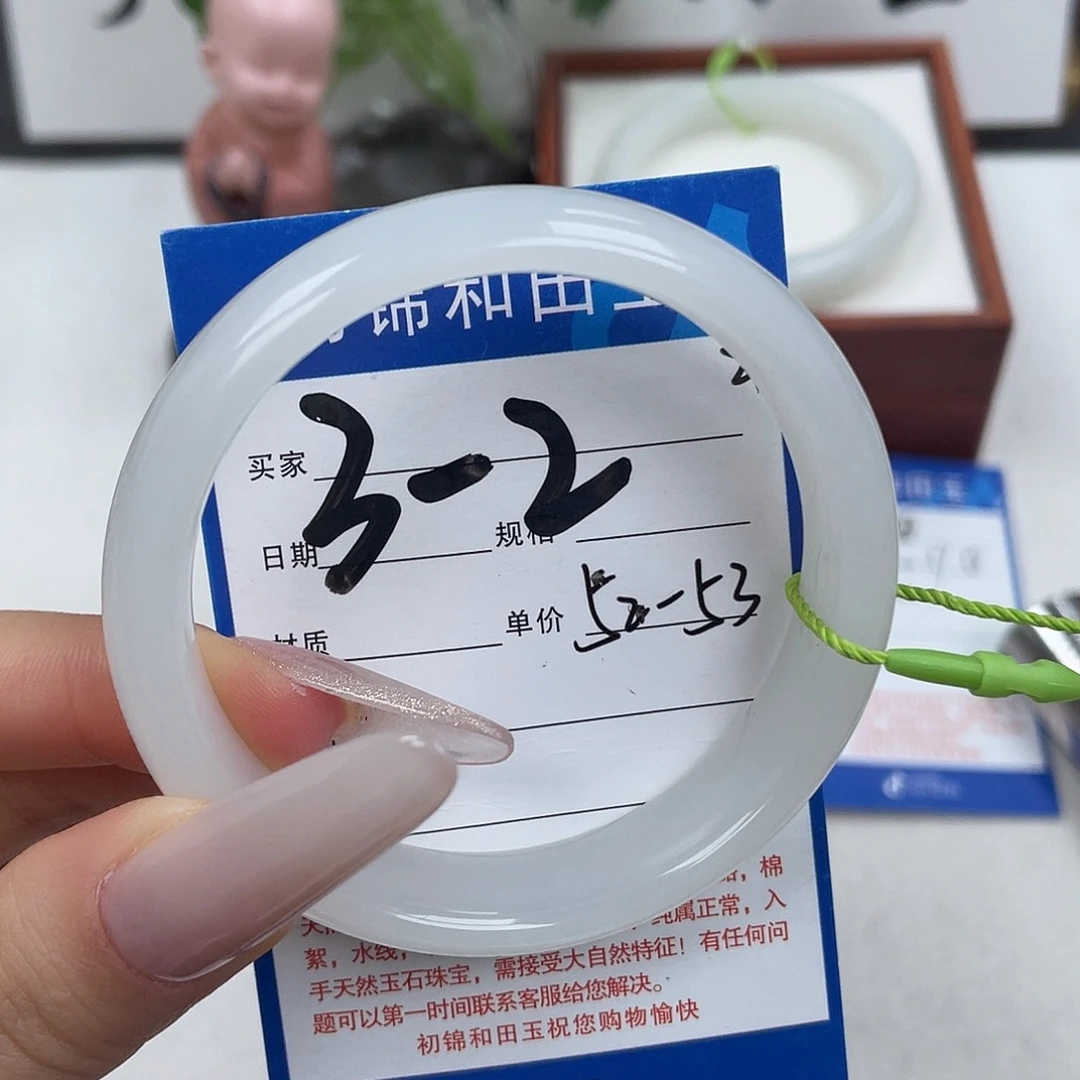 锦和田玉
买家
3-2
日期
规格
材质
单价 52-53
棉
纯属正常，入
絮，水线，
手天然玉石珠宝，需接受大自然特征！有任何问
题可以第一时间联系客服给您解决。
初锦和田玉祝您购物愉快